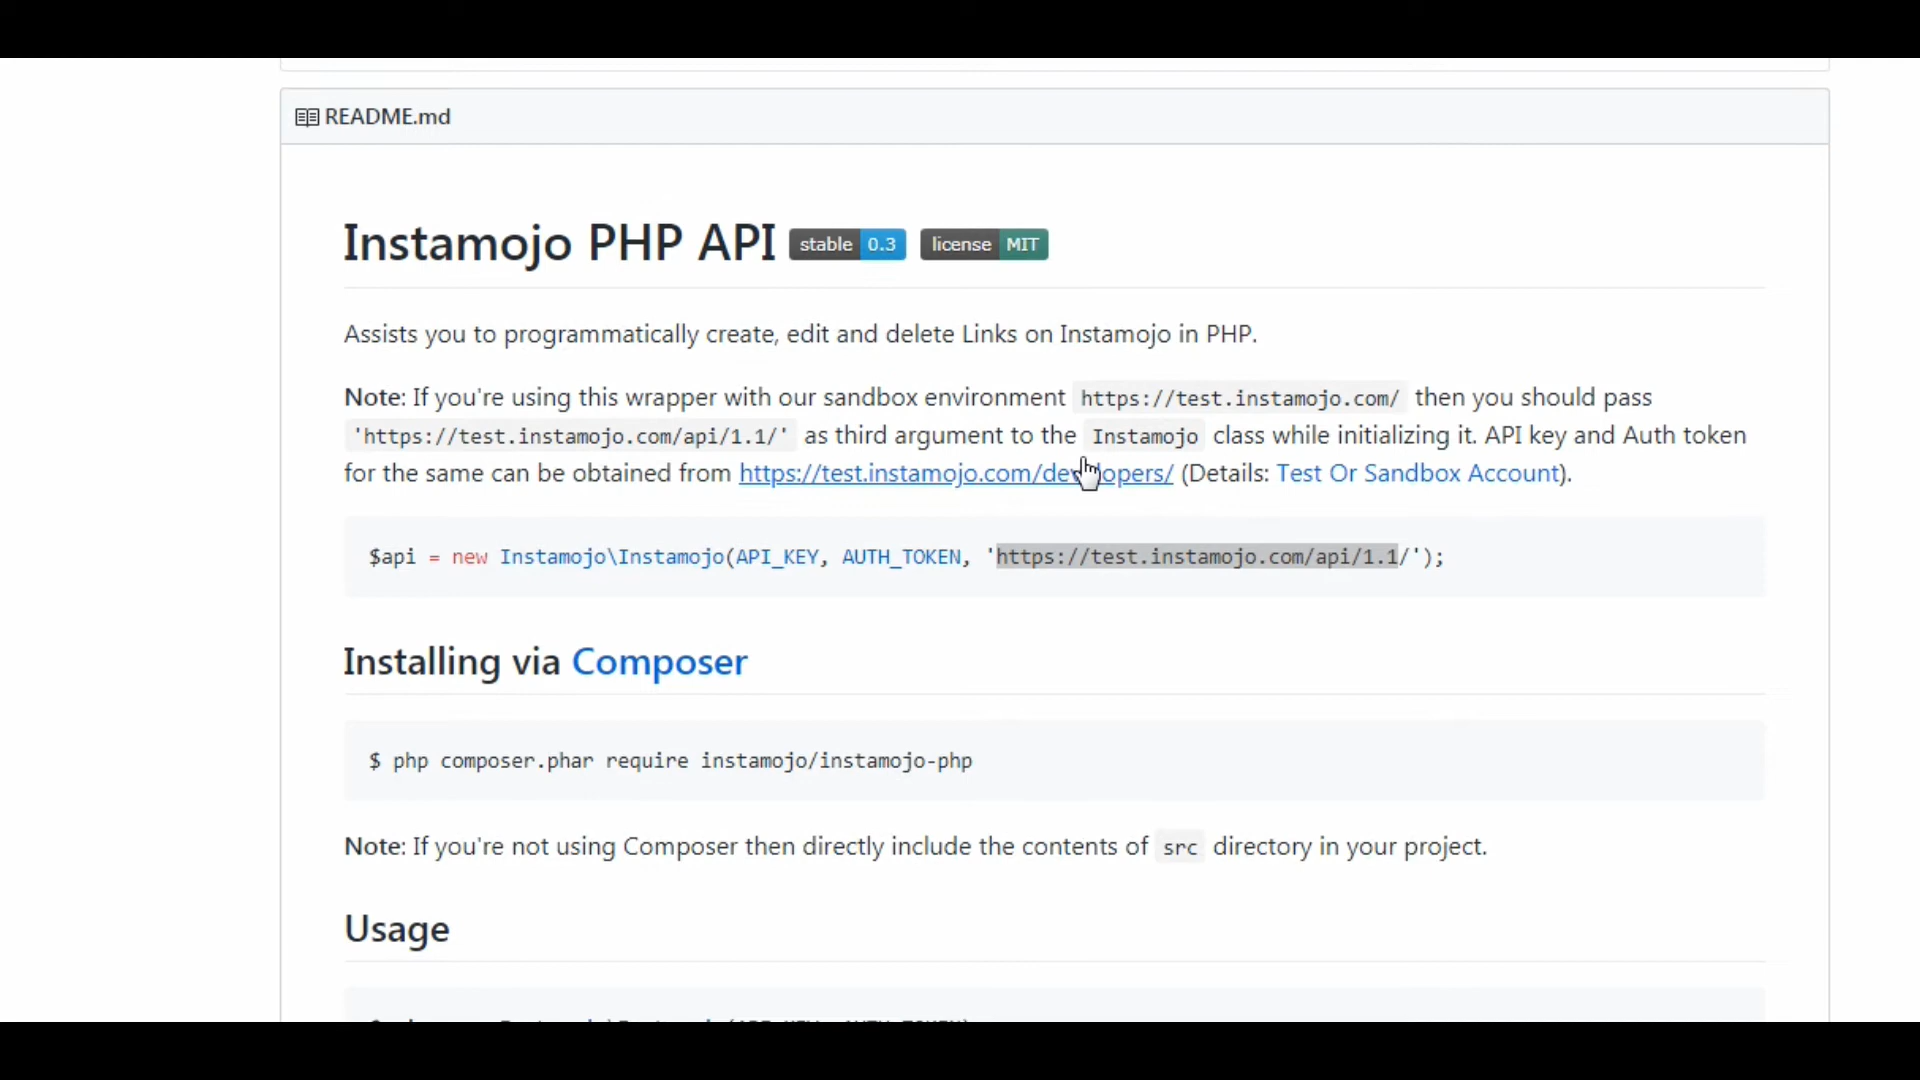 README.md
Instamojo PHP API stable 0.3 license MIT
Assists you to programmatically create, edit and delete Links on Instamojo in PHP.
Note: If you're using this wrapper with our sandbox environment https://test.instamojo.com/ then you should pass
'https://test.instamojo.com/api/1.1/' as third argument to the Instamojo class while initializing it. API key and Auth token
for the same can be obtained from https://test.instamojo.com/developers/ (Details: Test Or Sandbox Account).
$api = new Instamojo\Instamojo(API_KEY, AUTH_TOKEN, 'https://test.instamojo.com/api/1.1/');
Installing via Composer
$ php composer.phar require instamojo/instamojo-php
Note: If you're not using Composer then directly include the contents of src directory in your project.
Usage